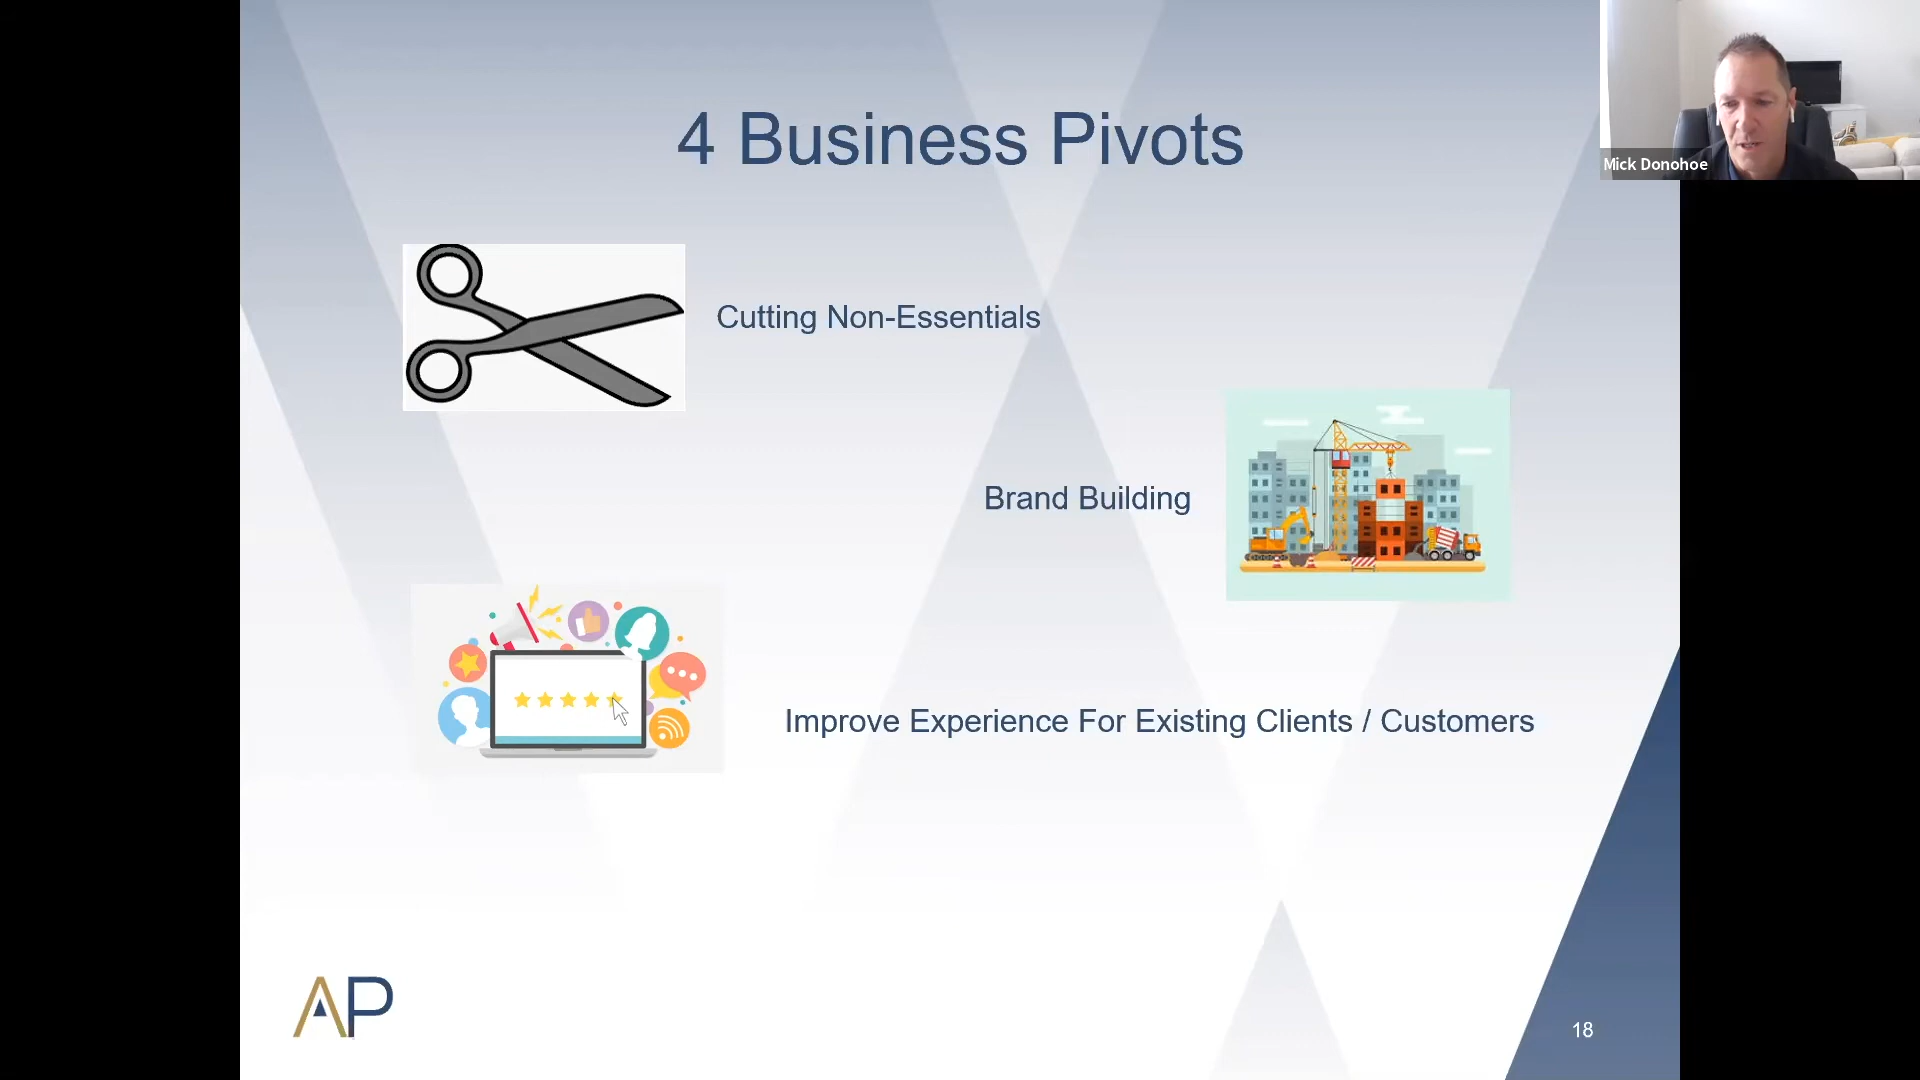 4 Business Pivots
Mick Donohoe
Cutting Non-Essentials
Brand Building
Improve Experience For Existing Clients / Customers
AP
18